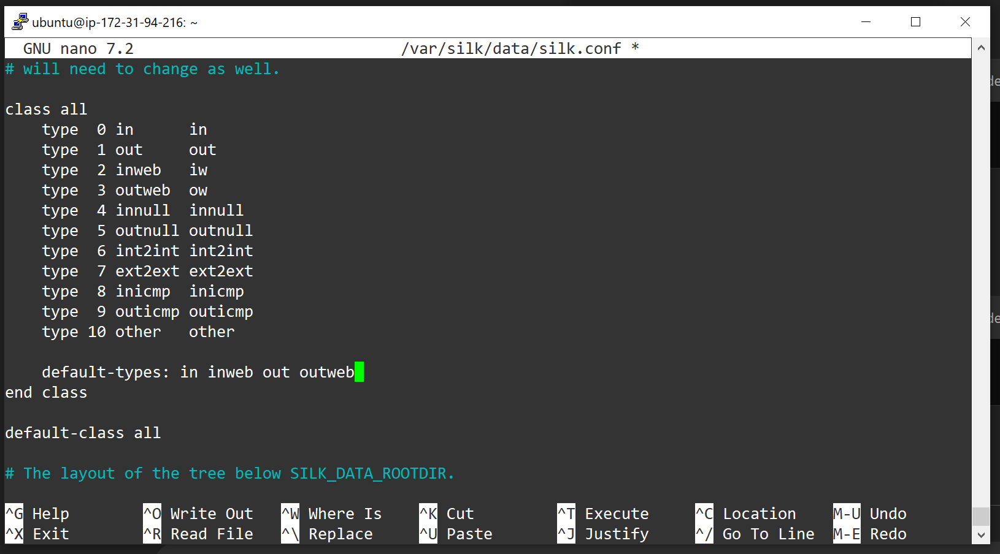 ubuntu@ip-172-31-94-216: ~
GNU nano 7.2 /var/silk/data/silk.conf *
# will need to change as well.
class all
type 0 in in
type 1 out out
type 2 inweb iw
type 3 outweb ow
type 4 innull innull
type 5 outnull outnull
type 6 int2int int2int
type 7 ext2ext ext2ext
type 8 inicmp inicmp
type 9 outicmp outicmp
type 10 other other
default-types: in inweb out outweb
end class
default-class all
# The layout of the tree below SILK_DATA_ROOTDIR.
^G Help ^O Write Out ^W Where Is ^K Cut ^T Execute ^C Location M-U Undo
^X Exit ^R Read File ^\ Replace ^U Paste ^J Justify ^/ Go To Line M-E Redo